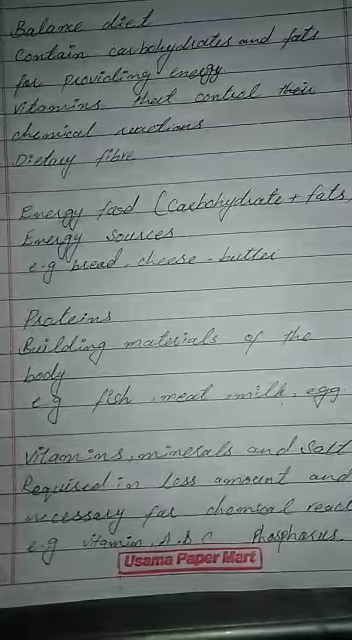 Balance diet
Contain carbohydrates and fats
for providing energy
vitamins that control their
chemical reactions
Dietary fibre
Energy food (Carbohydrate + fats
Energy sources
e-g bread - cheese - butter
Proteins
Building materials of the
body
e g fish , meat , milk , egg
Vitamins, minerals and Salt
Required in less amount and
necessary for chemical react
e-g vitamin . A . B . C Phosphorus.
Usama Paper Mart